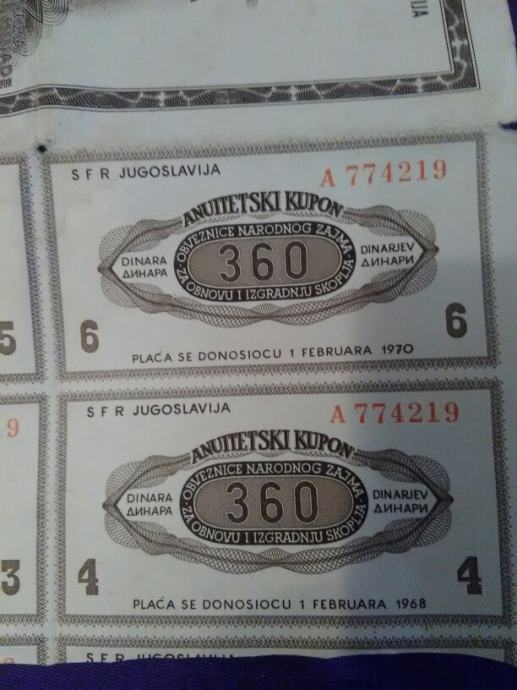 S F R JUGOSLAVIJA
A 774219
ANUITETSKI KUPON
OBVEZNICE NARODNOG ZAJMA
DINARA
ДИНАРА
360
DINARJEV
ДИНАРИ
ZA OBNOVU I IZGRADNJU SKOPLJA
6
6
PLAĆA SE DONOSIOCU 1 FEBRUARA 1970
5
S F R JUGOSLAVIJA
A 774219
9
ANUITETSKI KUPON
OBVEZNICE NARODNOG ZAJMA
DINARA
ДИНАРА
360
DINARJEV
ДИНАРИ
ZA OBNOVU I IZGRADNJU SKOPLJA
3
4
4
PLAĆA SE DONOSIOCU 1 FEBRUARA 1968
S F R JUGOSLAVIJA